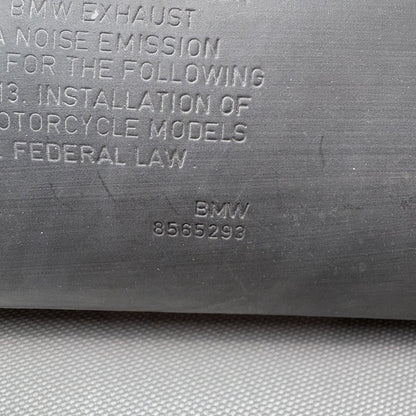 BMW EXHAUST
A NOISE EMISSION
FOR THE FOLLOWING
13. INSTALLATION OF
OTORCYCLE MODELS
FEDERAL LAW
BMW
8565293